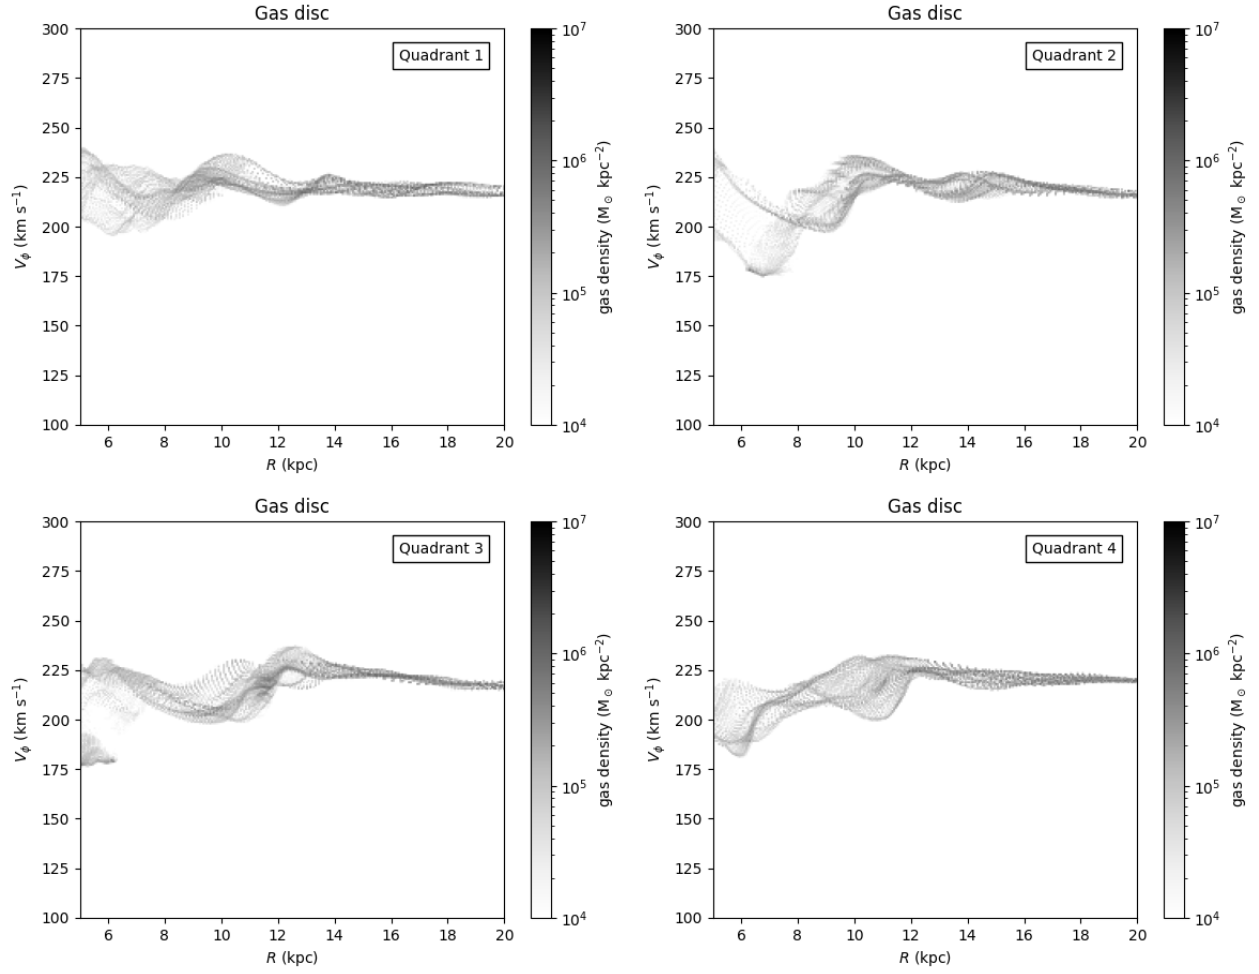 Gas disc
Quadrant 1
300
275
250
225
200
175
150
125
100
6 8 10 12 14 16 18 20
R (kpc)
V_ϕ (km s⁻¹)
10⁷
10⁶
10⁵
10⁴
gas density (M_⊙ kpc⁻²)
Gas disc
Quadrant 2
300
275
250
225
200
175
150
125
100
6 8 10 12 14 16 18 20
R (kpc)
V_ϕ (km s⁻¹)
10⁷
10⁶
10⁵
10⁴
gas density (M_⊙ kpc⁻²)
Gas disc
Quadrant 3
300
275
250
225
200
175
150
125
100
6 8 10 12 14 16 18 20
R (kpc)
V_ϕ (km s⁻¹)
10⁷
10⁶
10⁵
10⁴
gas density (M_⊙ kpc⁻²)
Gas disc
Quadrant 4
300
275
250
225
200
175
150
125
100
6 8 10 12 14 16 18 20
R (kpc)
V_ϕ (km s⁻¹)
10⁷
10⁶
10⁵
10⁴
gas density (M_⊙ kpc⁻²)